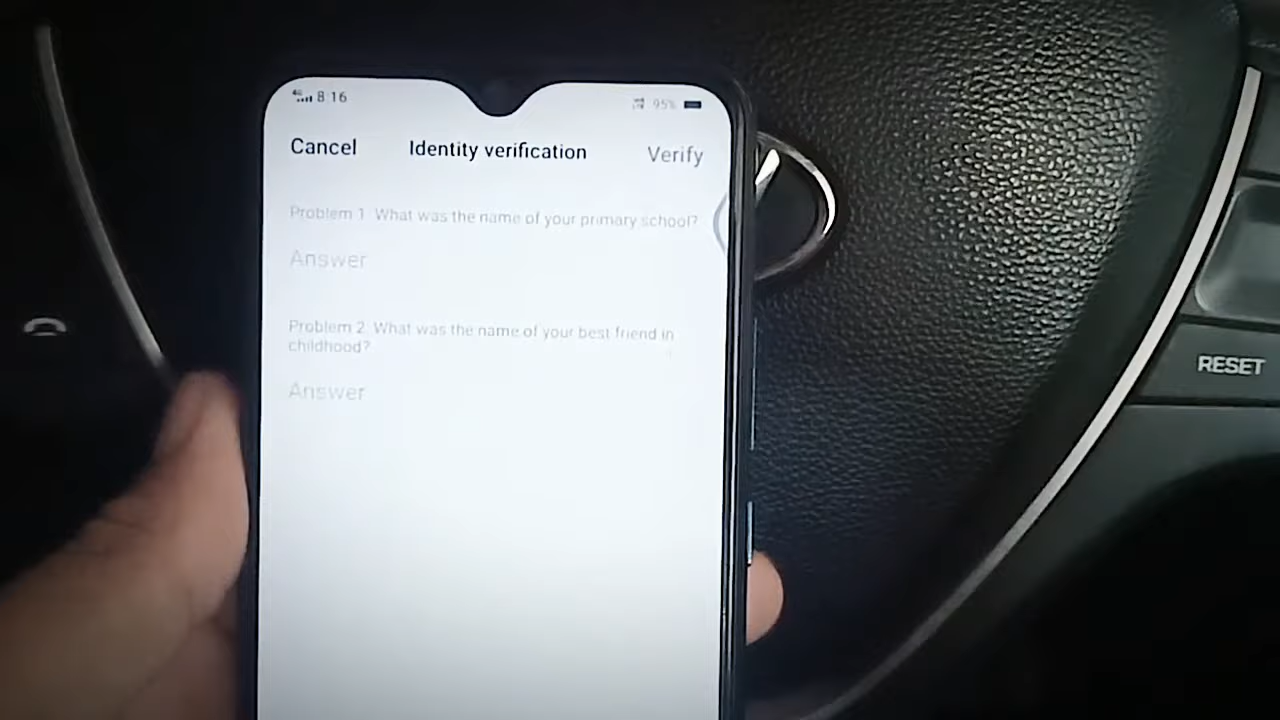 4G 8:16 95%
Cancel Identity verification Verify
Problem 1: What was the name of your primary school?
Answer
Problem 2: What was the name of your best friend in
childhood?
Answer
RESET